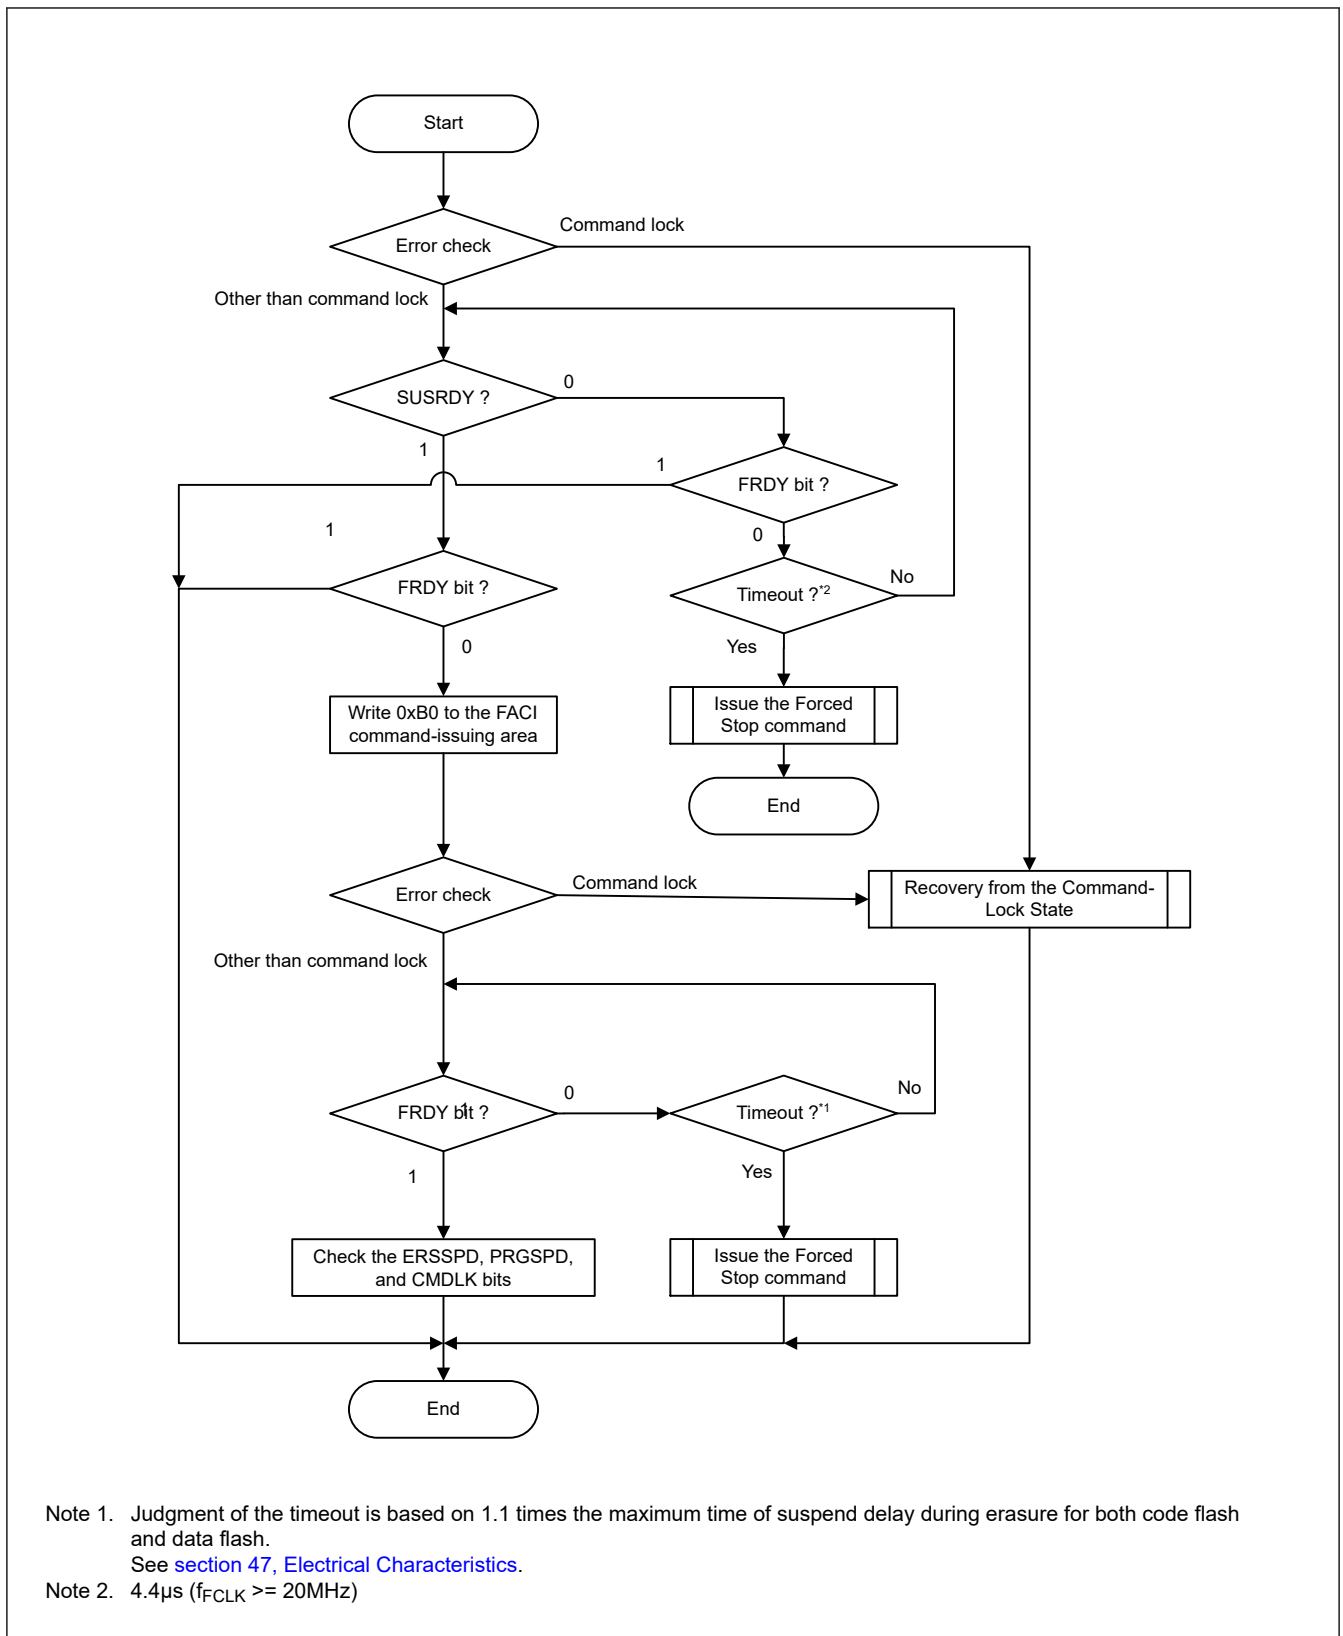 Start
Error check
Command lock
Other than command lock
SUSRDY ?
0
1
1
FRDY bit ?
1
0
FRDY bit ?
Timeout ?*2
No
0
Yes
Write 0xB0 to the FACI
command-issuing area
Issue the Forced
Stop command
End
Error check
Command lock
Recovery from the Command-
Lock State
Other than command lock
FRDY bit ?
1
0
Timeout ?*1
No
1
Yes
Check the ERSSPD, PRGSPD,
and CMDLK bits
Issue the Forced
Stop command
End
Note 1. Judgment of the timeout is based on 1.1 times the maximum time of suspend delay during erasure for both code flash
and data flash.
See section 47, Electrical Characteristics.
Note 2. 4.4µs (fFCLK >= 20MHz)